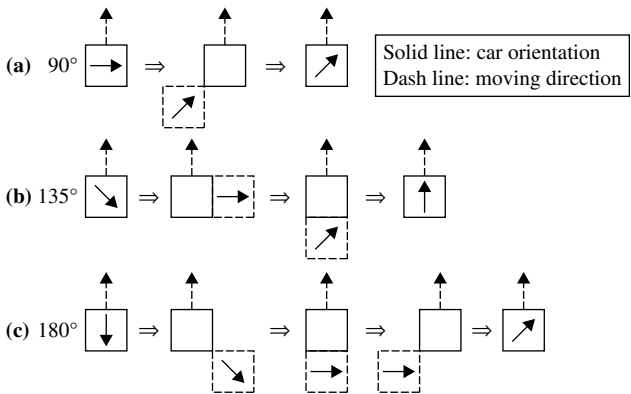 (a) 90° ⇒ ⇒
Solid line: car orientation
Dash line: moving direction
(b) 135° ⇒ ⇒ ⇒
(c) 180° ⇒ ⇒ ⇒ ⇒